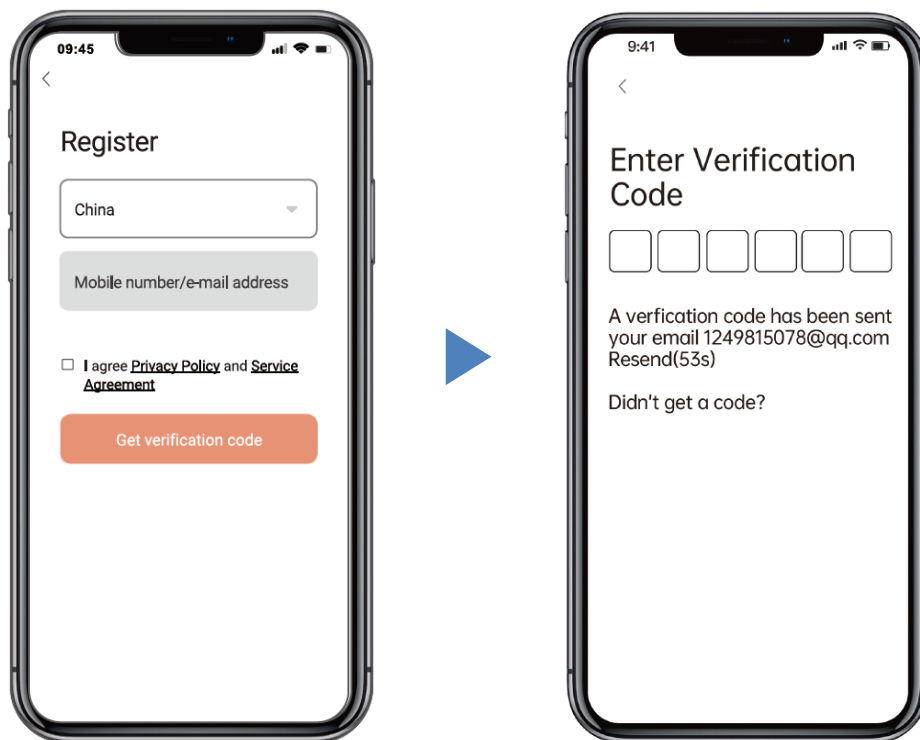 09:45
Register
China
Mobile number/e-mail address
I agree Privacy Policy and Service
Agreement
Get verification code
9:41
Enter Verification
Code
A verfication code has been sent
your email 1249815078@qq.com
Resend(53s)
Didn't get a code?